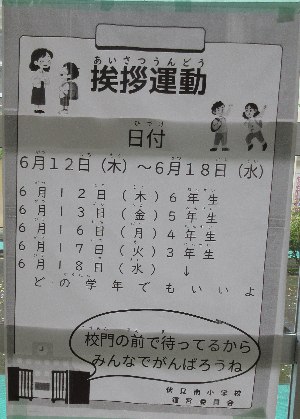 あいさつうんどう
挨拶運動
ひづけ
日付
6月12日(木)～6月18日(水)
6月12日(木)6年生
6月13日(金)5年生
6月16日(月)4年生
6月17日(火)3年生
6月18日(水) ↓
どの学年でもいいよ
校門の前で待ってるから
みんなでがんばろうね
伏見南小学校
運営委員会